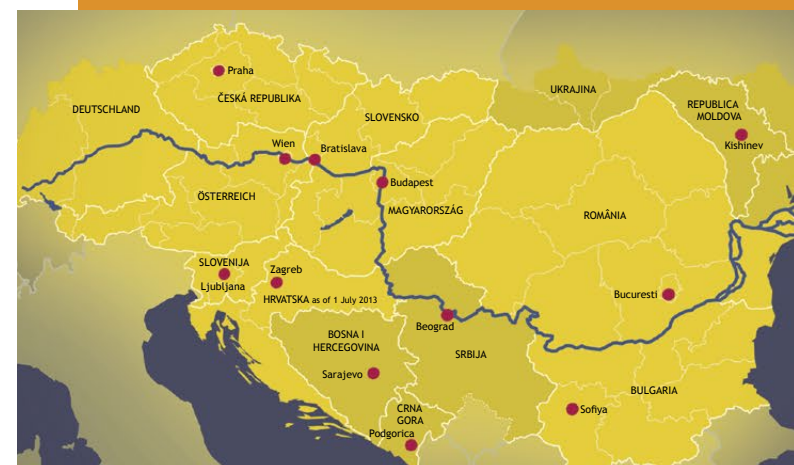 Praha
UKRAJINA
DEUTSCHLAND
ČESKÁ REPUBLIKA
REPUBLICA
MOLDOVA
SLOVENSKO
Kishinev
Wien
Bratislava
Budapest
ÖSTERREICH
MAGYARORSZÁG
ROMÂNIA
SLOVENIJA
Ljubljana
Zagreb
HRVATSKA as of 1 July 2013
Bucuresti
Beograd
BOSNA I
HERCEGOVINA
SRBIJA
Sarajevo
BULGARIA
CRNA
GORA
Sofiya
Podgorica